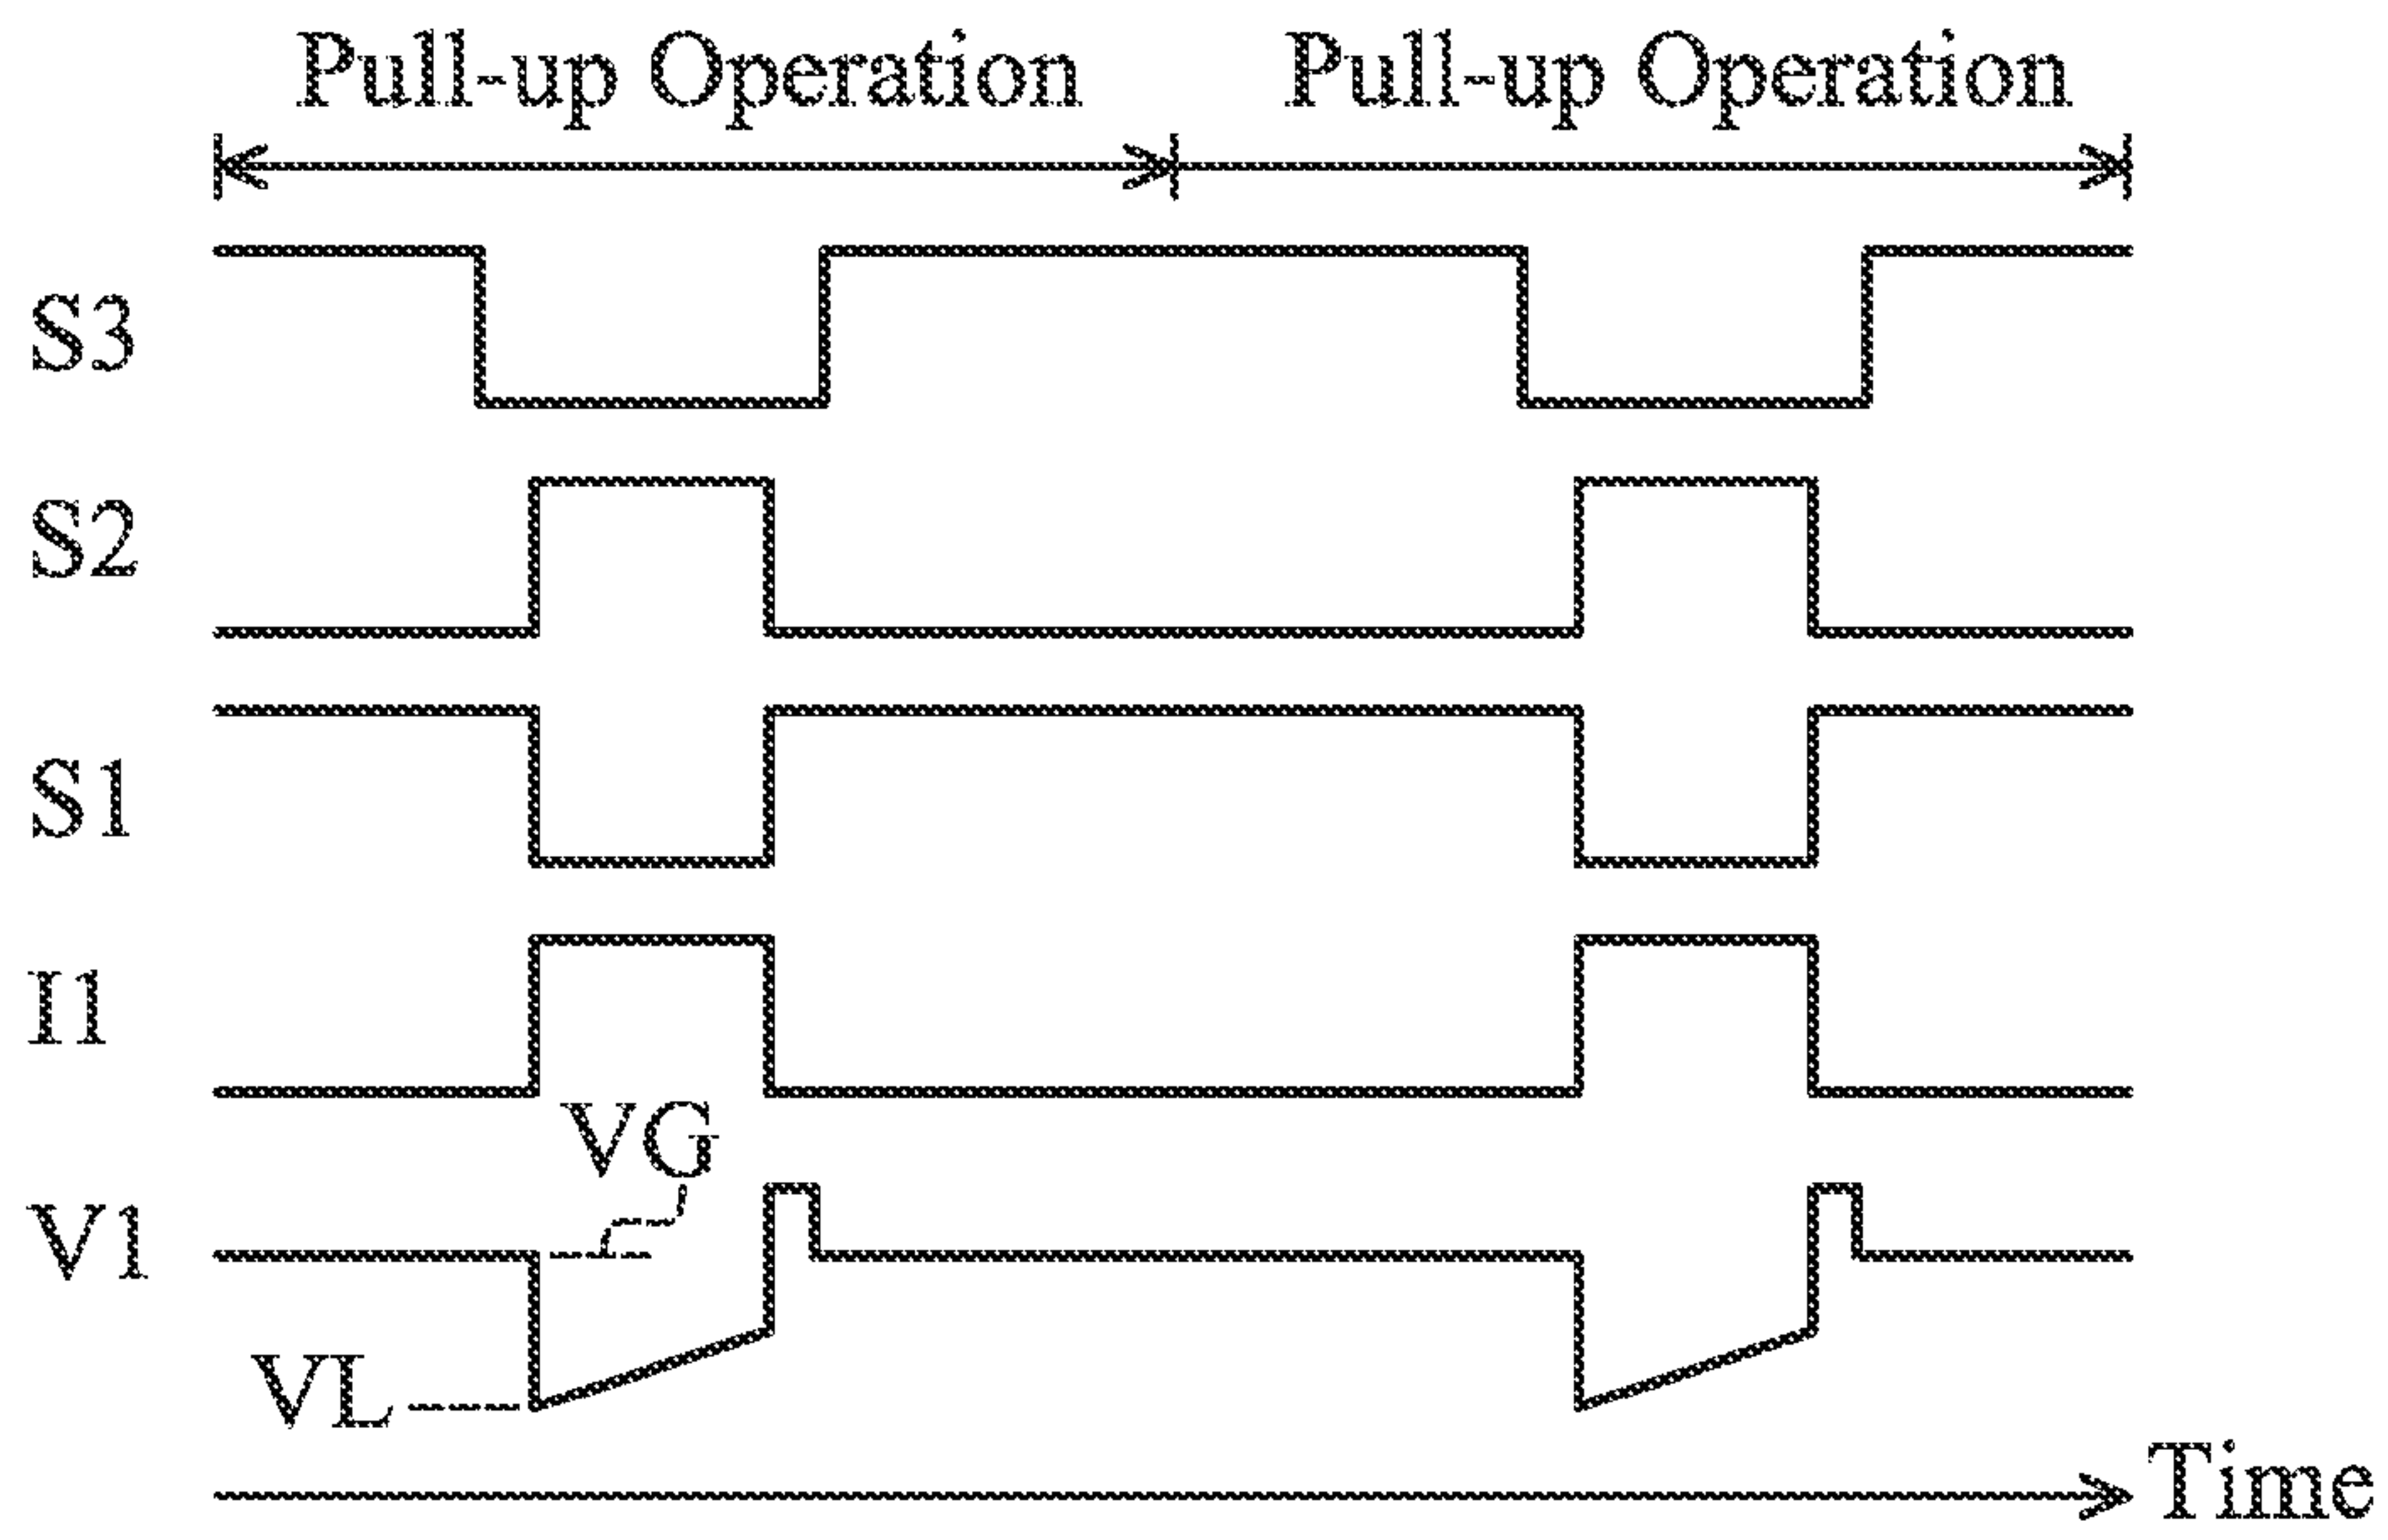 Pull-up Operation Pull-up Operation
S3
S2
S1
I1
VG
V1
VL
Time